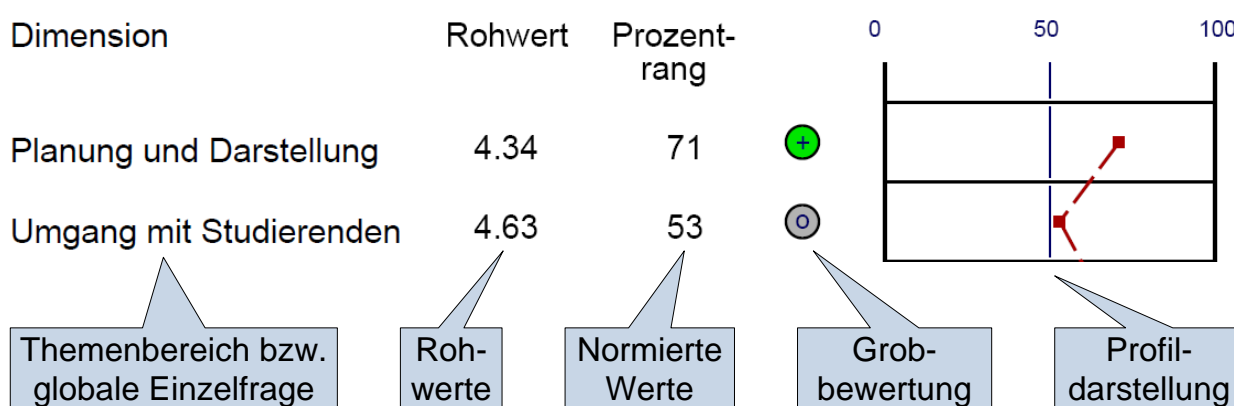 Dimension Rohwert Prozent-
rang
0 50 100
Planung und Darstellung 4.34 71 +
Umgang mit Studierenden 4.63 53 o
Themenbereich bzw.
globale Einzelfrage
Roh-
werte
Normierte
Werte
Grob-
bewertung
Profil-
darstellung